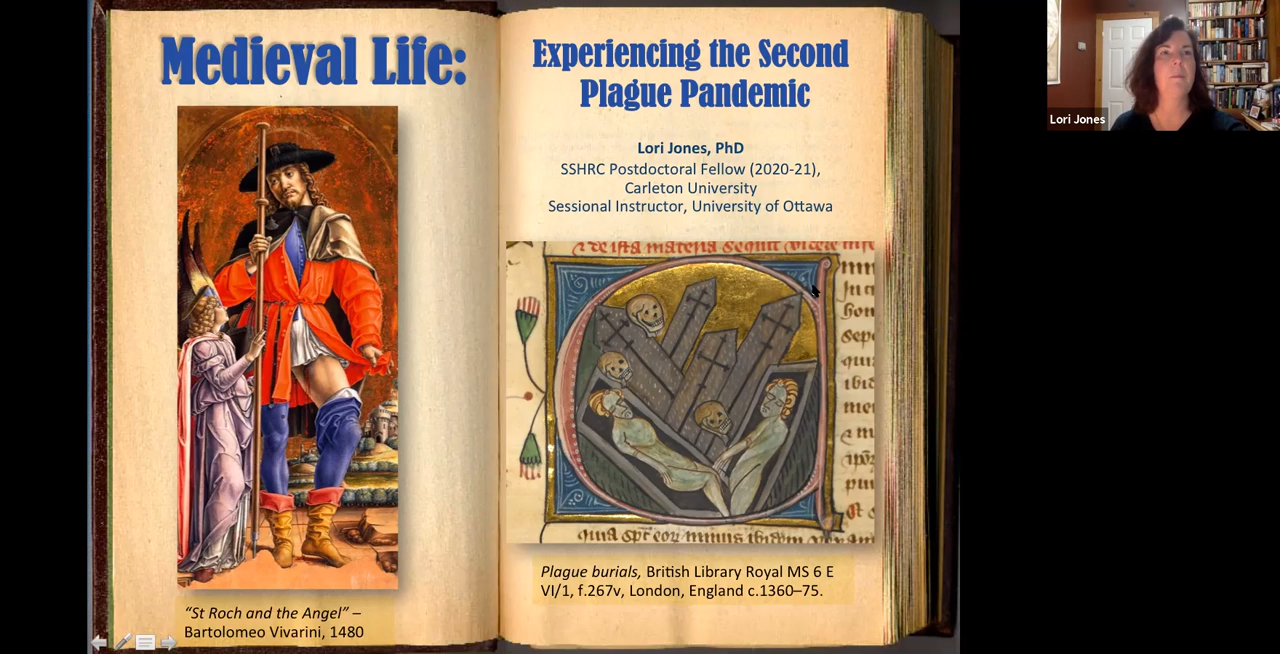 Medieval Life:
"St Roch and the Angel" –
Bartolomeo Vivarini, 1480
Experiencing the Second
Plague Pandemic
Lori Jones, PhD
SSHRC Postdoctoral Fellow (2020-21),
Carleton University
Sessional Instructor, University of Ottawa
Plague burials, British Library Royal MS 6 E
VI/1, f.267v, London, England c.1360–75.
Lori Jones